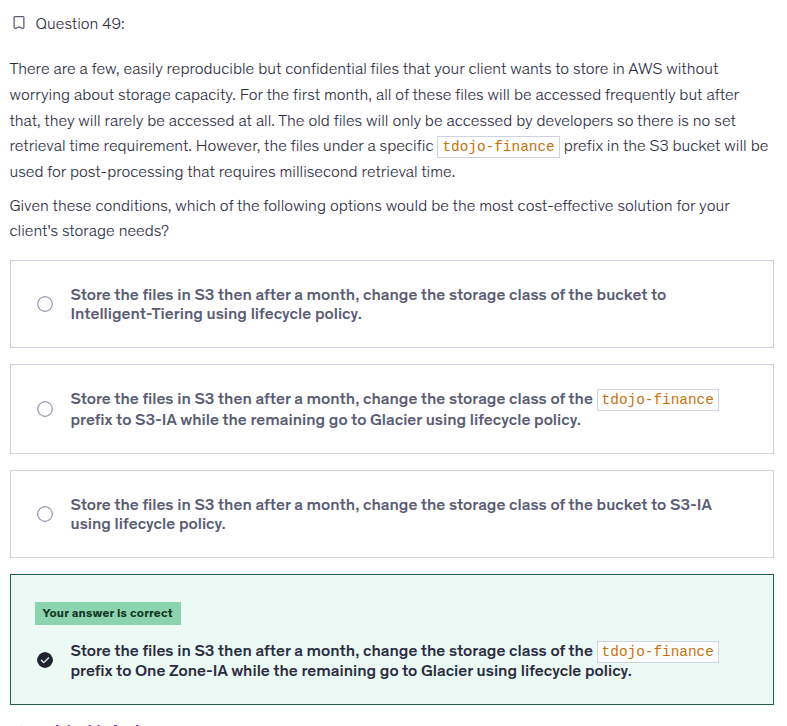 Question 49:
There are a few, easily reproducible but confidential files that your client wants to store in AWS without
worrying about storage capacity. For the first month, all of these files will be accessed frequently but after
that, they will rarely be accessed at all. The old files will only be accessed by developers so there is no set
retrieval time requirement. However, the files under a specific tdojo-finance prefix in the S3 bucket will be
used for post-processing that requires millisecond retrieval time.
Given these conditions, which of the following options would be the most cost-effective solution for your
client's storage needs?
Store the files in S3 then after a month, change the storage class of the bucket to
Intelligent-Tiering using lifecycle policy.
Store the files in S3 then after a month, change the storage class of the tdojo-finance
prefix to S3-IA while the remaining go to Glacier using lifecycle policy.
Store the files in S3 then after a month, change the storage class of the bucket to S3-IA
using lifecycle policy.
Your answer is correct
Store the files in S3 then after a month, change the storage class of the tdojo-finance
prefix to One Zone-IA while the remaining go to Glacier using lifecycle policy.